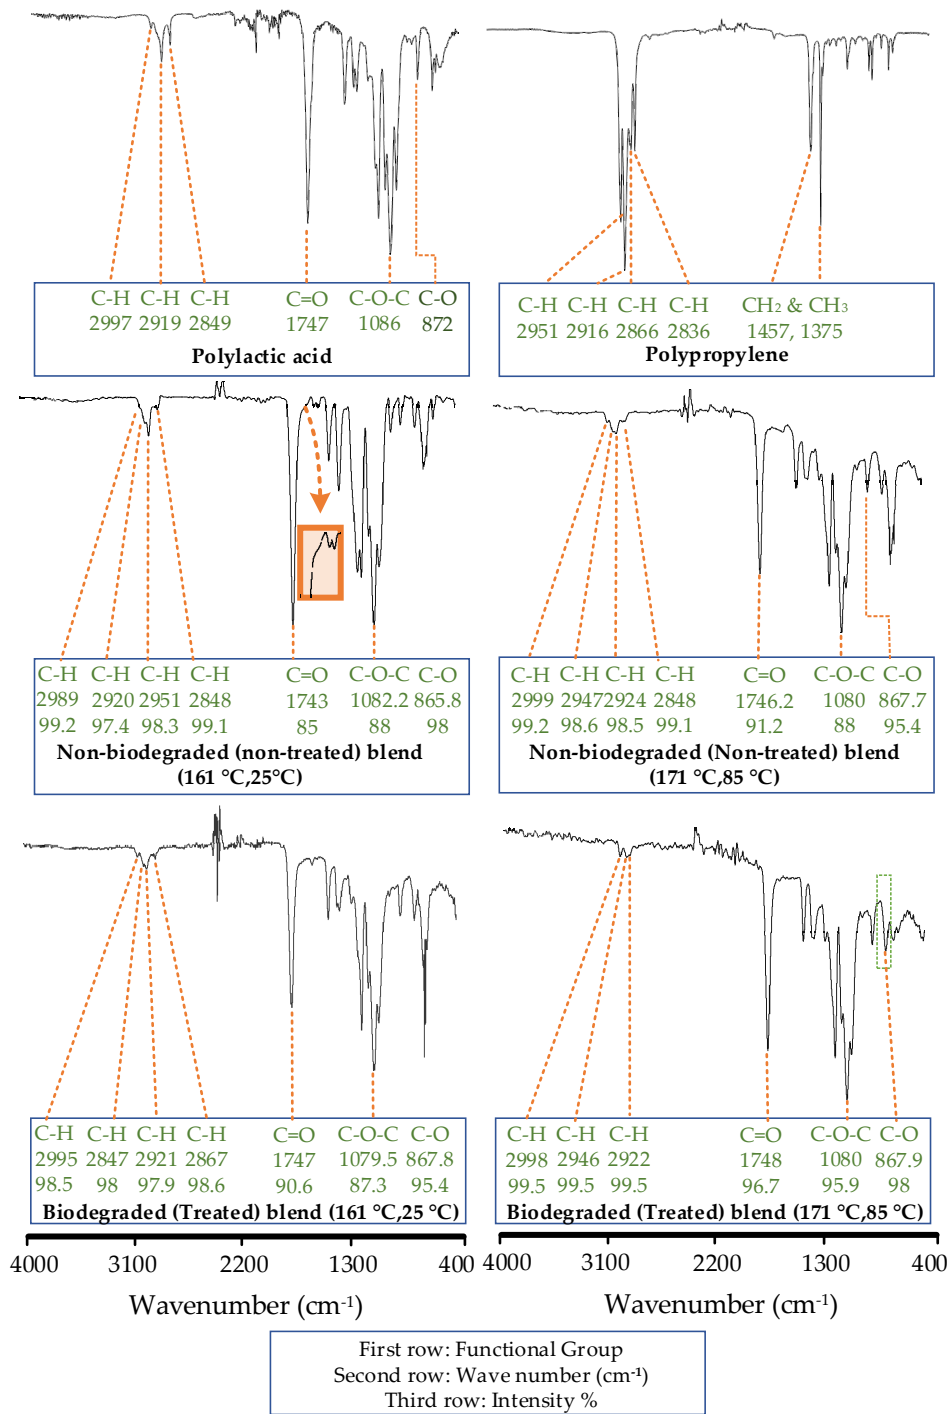 C-H C-H C-H C=O C-O-C C-O
2997 2919 2849 1747 1086 872
Polylactic acid
C-H C-H C-H C-H CH₂ & CH₃
2951 2916 2866 2836 1457, 1375
Polypropylene
C-H C-H C-H C-H C=O C-O-C C-O
2989 2920 2951 2848 1743 1082.2 865.8
99.2 97.4 98.3 99.1 85 88 98
Non-biodegraded (non-treated) blend
(161 °C,25°C)
C-H C-H C-H C-H C=O C-O-C C-O
2999 2947 2924 2848 1746.2 1080 867.7
99.2 98.6 98.5 99.1 91.2 88 95.4
Non-biodegraded (Non-treated) blend
(171 °C,85 °C)
C-H C-H C-H C-H C=O C-O-C C-O
2995 2847 2921 2867 1747 1079.5 867.8
98.5 98 97.9 98.6 90.6 87.3 95.4
Biodegraded (Treated) blend (161 °C,25 °C)
C-H C-H C-H C=O C-O-C C-O
2998 2946 2922 1748 1080 867.9
99.5 99.5 99.5 96.7 95.9 98
Biodegraded (Treated) blend (171 °C,85 °C)
4000 3100 2200 1300 400
Wavenumber (cm⁻¹)
4000 3100 2200 1300 400
Wavenumber (cm⁻¹)
First row: Functional Group
Second row: Wave number (cm⁻¹)
Third row: Intensity %